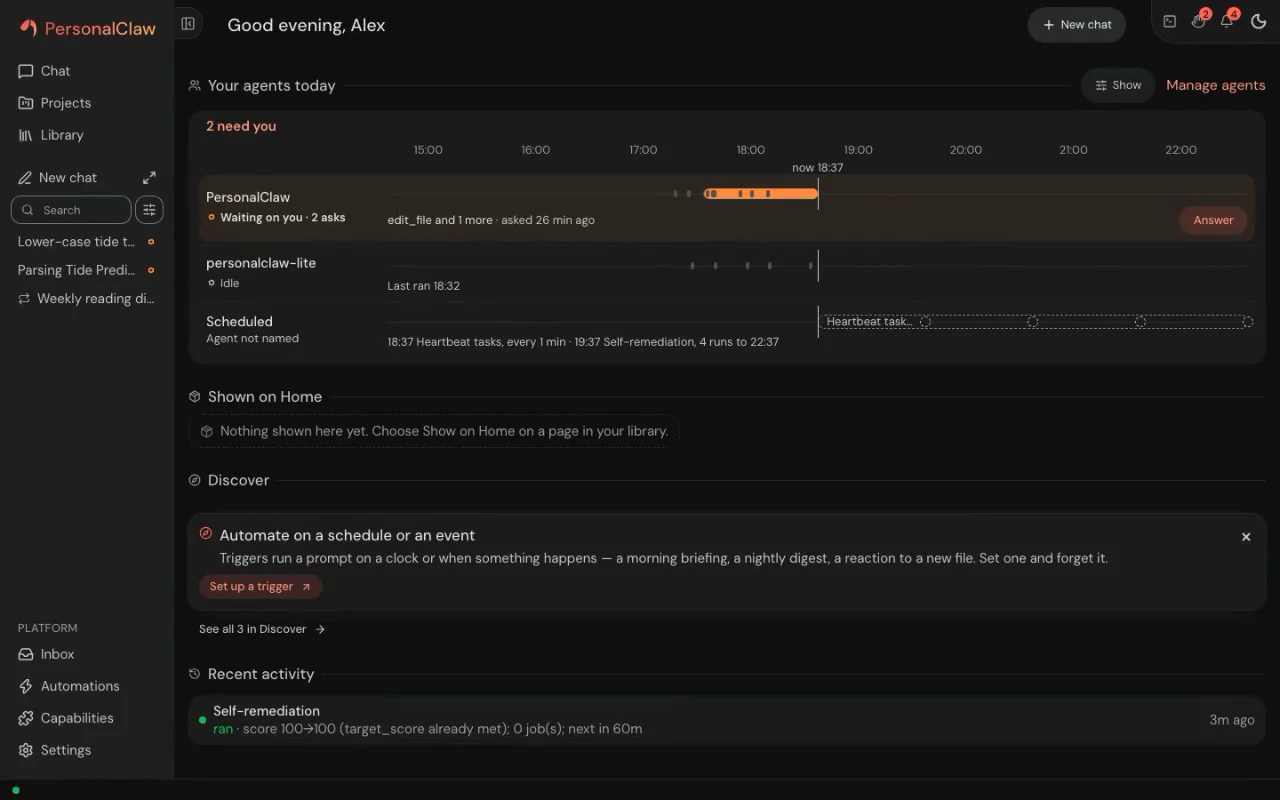 PersonalClaw
Good evening, Alex
New chat
2
4
Chat
Projects
Library
New chat
Search
Lower-case tide t...
Parsing Tide Predi...
Weekly reading di...
Your agents today
Show
Manage agents
2 need you
15:00 16:00 17:00 18:00 19:00 20:00 21:00 22:00
now 18:37
PersonalClaw
Waiting on you · 2 asks
edit_file and 1 more · asked 26 min ago
Answer
personalclaw-lite
Idle
Last ran 18:32
Scheduled
Agent not named
Heartbeat task...
18:37 Heartbeat tasks, every 1 min · 19:37 Self-remediation, 4 runs to 22:37
Shown on Home
Nothing shown here yet. Choose Show on Home on a page in your library.
Discover
Automate on a schedule or an event
Triggers run a prompt on a clock or when something happens — a morning briefing, a nightly digest, a reaction to a new file. Set one and forget it.
Set up a trigger
See all 3 in Discover
Recent activity
Self-remediation
ran · score 100→100 (target_score already met); 0 job(s); next in 60m
3m ago
PLATFORM
Inbox
Automations
Capabilities
Settings